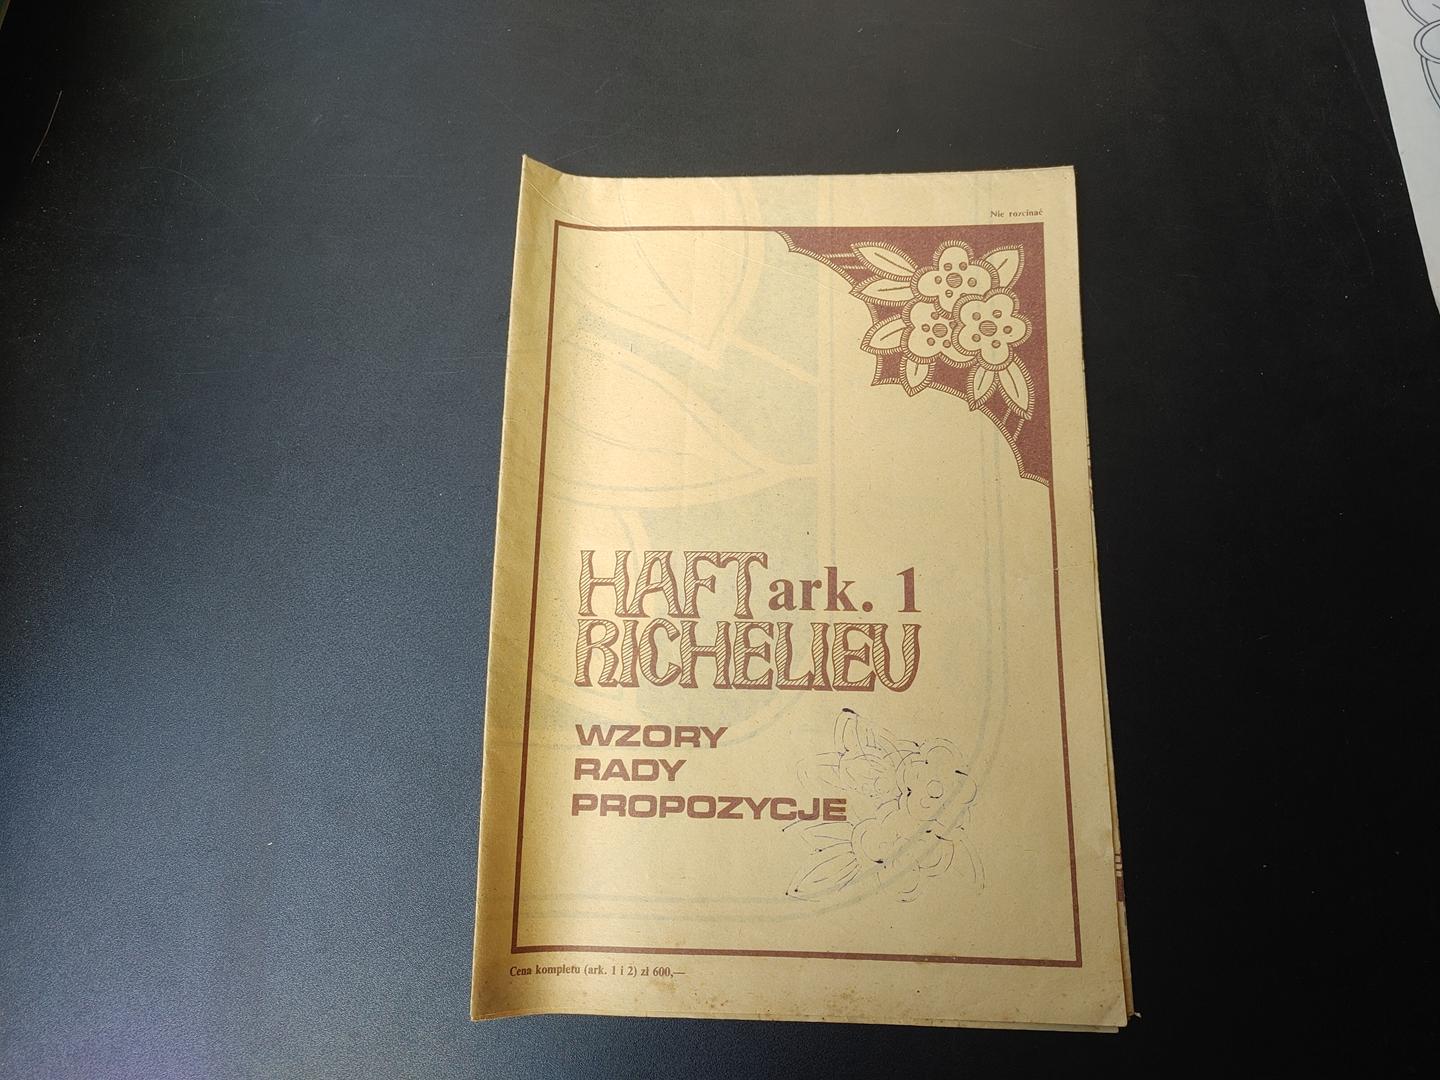 Nie rozcinać
HAFT ark. 1
RICHELIEU
WZORY
RADY
PROPOZYCJE
Cena kompletu (ark. 1 i 2) zł 600,—